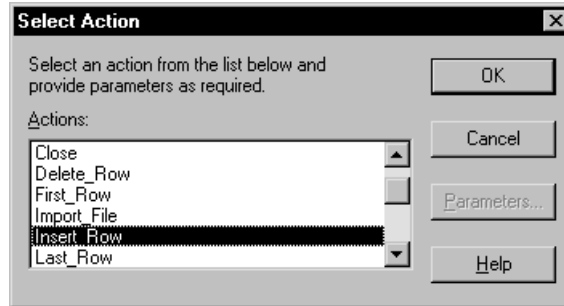 Select Action
Select an action from the list below and
provide parameters as required.
Actions:
Close
Delete_Row
First_Row
Import_File
Insert_Row
Last_Row
OK
Cancel
Parameters...
Help